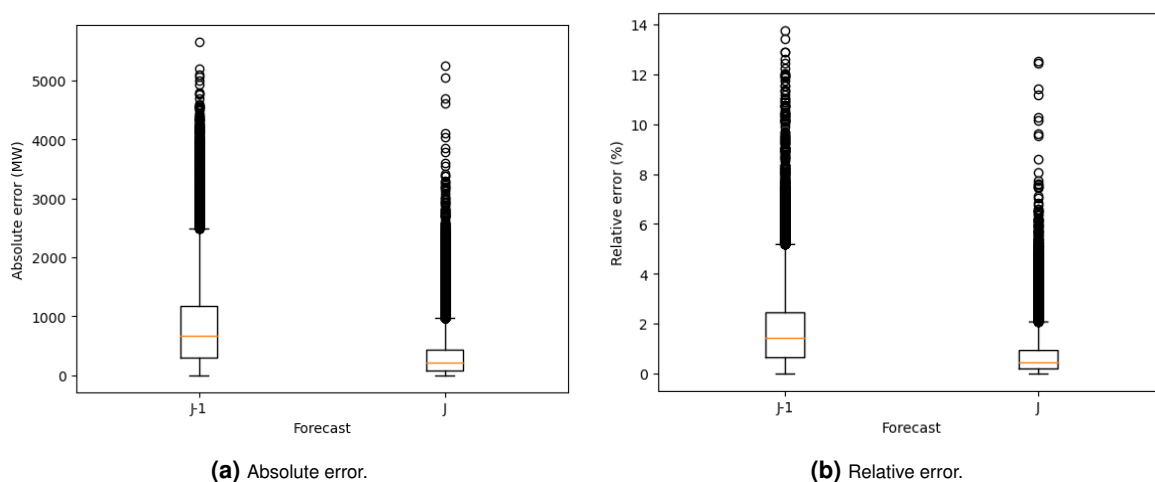 5000
4000
3000
2000
1000
0
Absolute error (MW)
J-1
J
Forecast
(a) Absolute error.
14
12
10
8
6
4
2
0
Relative error (%)
J-1
J
Forecast
(b) Relative error.